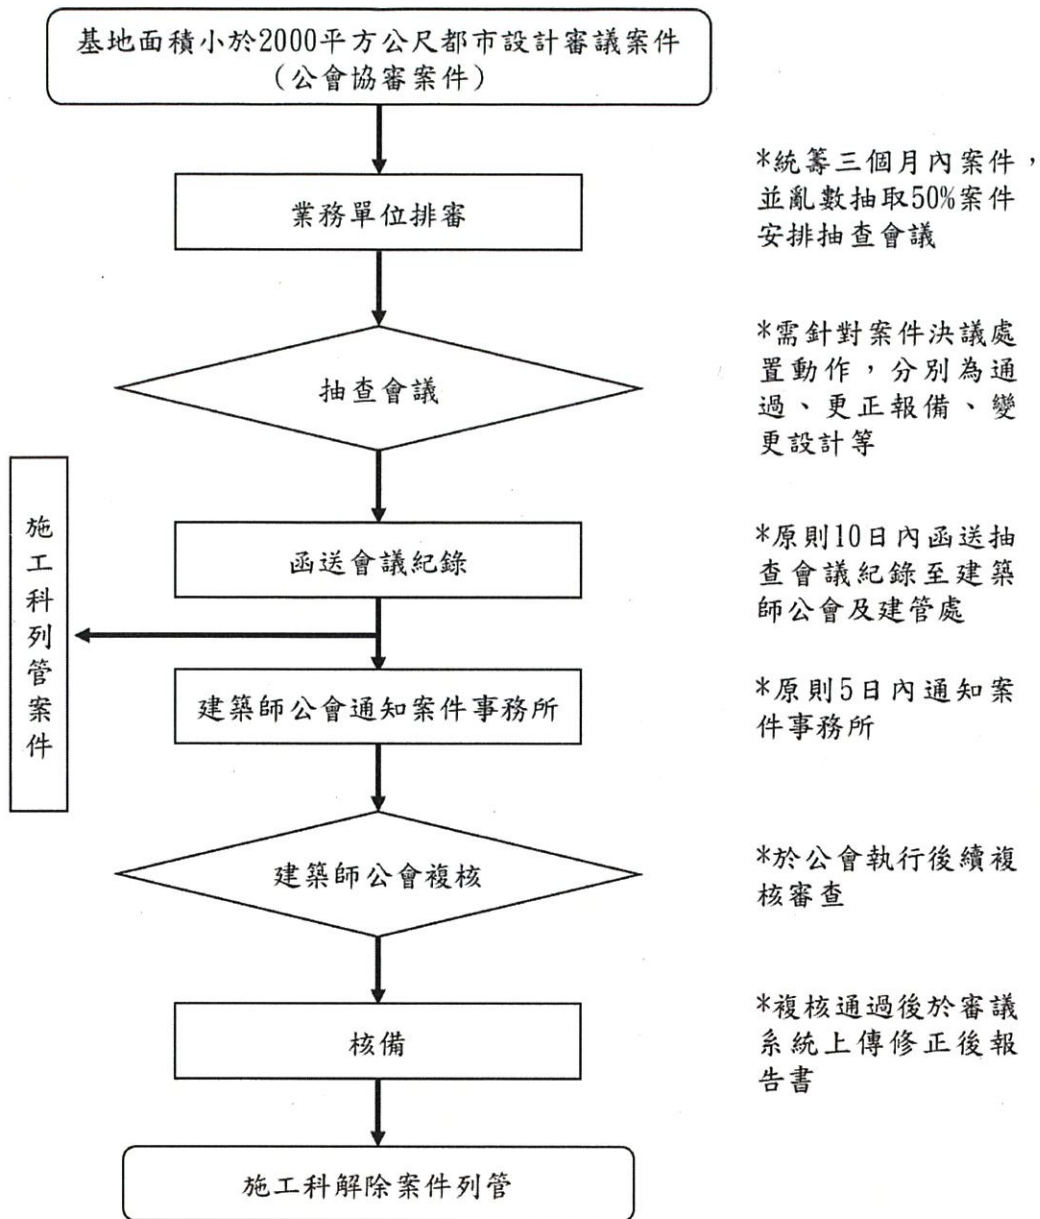 基地面積小於2000平方公尺都市設計審議案件
(公會協審案件)
業務單位排審
*統籌三個月內案件，
並亂數抽取50%案件
安排抽查會議
抽查會議
*需針對案件決議處
置動作，分別為通
過、更正報備、變
更設計等
施工科列管案件
函送會議紀錄
*原則10日內函送抽
查會議紀錄至建築
師公會及建管處
建築師公會通知案件事務所
*原則5日內通知案
件事務所
建築師公會複核
*於公會執行後續複
核審查
核備
*複核通過後於審議
系統上傳修正後報
告書
施工科解除案件列管